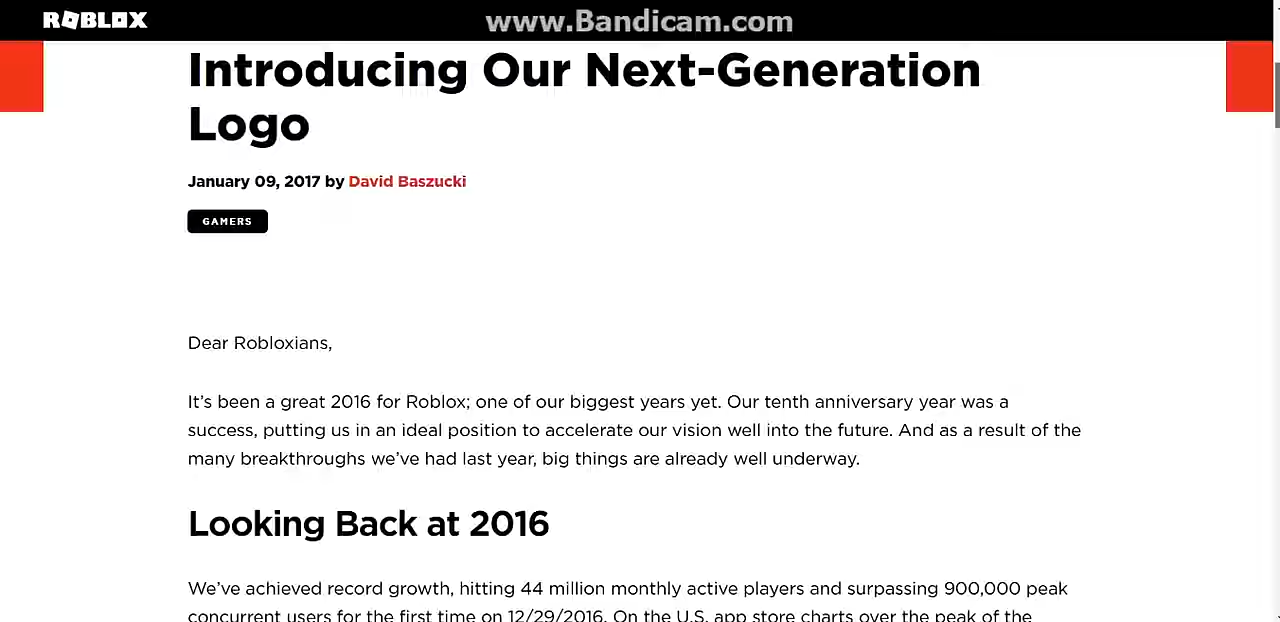 ROBLOX
www.Bandicam.com
Introducing Our Next-Generation
Logo
January 09, 2017 by David Baszucki
GAMERS
Dear Robloxians,
It’s been a great 2016 for Roblox; one of our biggest years yet. Our tenth anniversary year was a
success, putting us in an ideal position to accelerate our vision well into the future. And as a result of the
many breakthroughs we’ve had last year, big things are already well underway.
Looking Back at 2016
We’ve achieved record growth, hitting 44 million monthly active players and surpassing 900,000 peak
concurrent users for the first time on 12/29/2016. On the U.S. app store charts over the peak of the